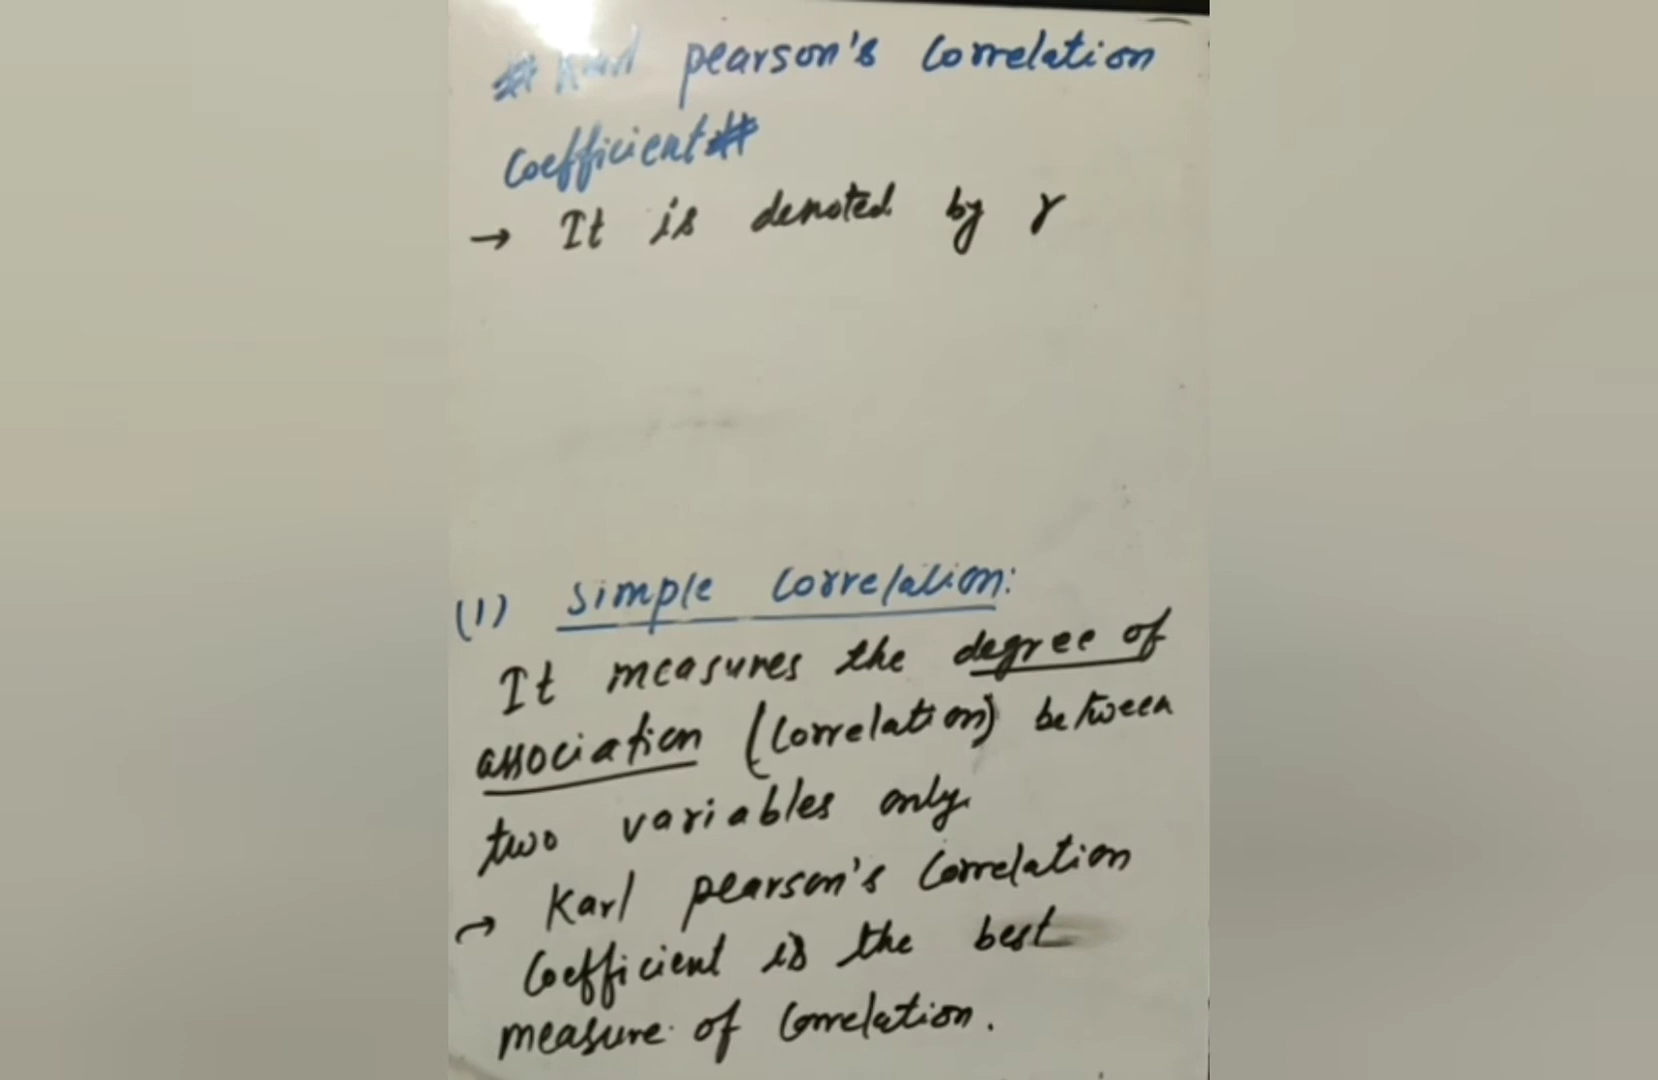 # Karl pearson's Correlation
Coefficient #
→ It is denoted by r
(1) Simple Correlation:
It measures the degree of
association (Correlation) between
two variables only.
→ Karl pearson's Correlation
Coefficient is the best
measure of Correlation.